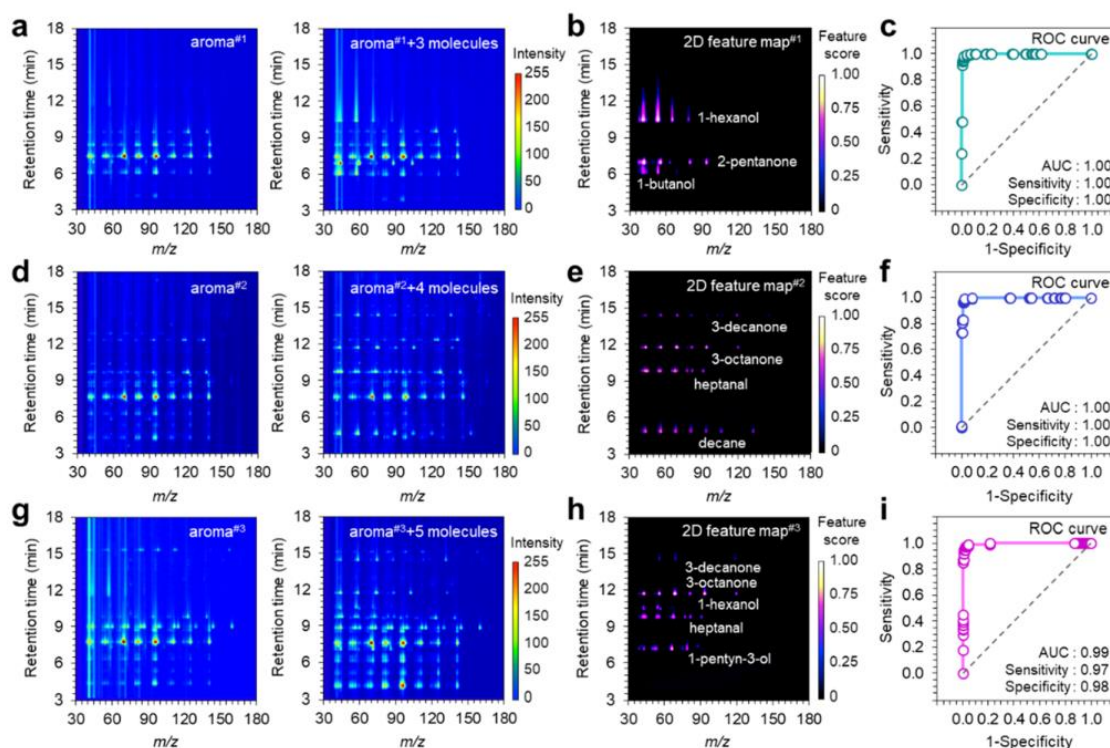 a
aroma#1
aroma#1+3 molecules
Intensity
255
200
150
100
50
0
Retention time (min)
18
15
12
9
6
3
30 60 90 120 150 180
m/z
Retention time (min)
18
15
12
9
6
3
30 60 90 120 150 180
m/z
b
2D feature map#1
Feature
score
1.00
0.75
0.50
0.25
0
1-hexanol
2-pentanone
1-butanol
Retention time (min)
18
15
12
9
6
3
30 60 90 120 150 180
m/z
c
ROC curve
Sensitivity
1.0
0.8
0.6
0.4
0.2
0.0
AUC : 1.00
Sensitivity : 1.00
Specificity : 1.00
0.0 0.2 0.4 0.6 0.8 1.0
1-Specificity
d
aroma#2
aroma#2+4 molecules
Intensity
255
200
150
100
50
0
Retention time (min)
18
15
12
9
6
3
30 60 90 120 150 180
m/z
Retention time (min)
18
15
12
9
6
3
30 60 90 120 150 180
m/z
e
2D feature map#2
Feature
score
1.00
0.75
0.50
0.25
0
3-decanone
3-octanone
heptanal
decane
Retention time (min)
18
15
12
9
6
3
30 60 90 120 150 180
m/z
f
ROC curve
Sensitivity
1.0
0.8
0.6
0.4
0.2
0.0
AUC : 1.00
Sensitivity : 1.00
Specificity : 1.00
0.0 0.2 0.4 0.6 0.8 1.0
1-Specificity
g
aroma#3
aroma#3+5 molecules
Intensity
255
200
150
100
50
0
Retention time (min)
18
15
12
9
6
3
30 60 90 120 150 180
m/z
Retention time (min)
18
15
12
9
6
3
30 60 90 120 150 180
m/z
h
2D feature map#3
Feature
score
1.00
0.75
0.50
0.25
0
3-decanone
3-octanone
1-hexanol
heptanal
1-pentyn-3-ol
Retention time (min)
18
15
12
9
6
3
30 60 90 120 150 180
m/z
i
ROC curve
Sensitivity
1.0
0.8
0.6
0.4
0.2
0.0
AUC : 0.99
Sensitivity : 0.97
Specificity : 0.98
0.0 0.2 0.4 0.6 0.8 1.0
1-Specificity